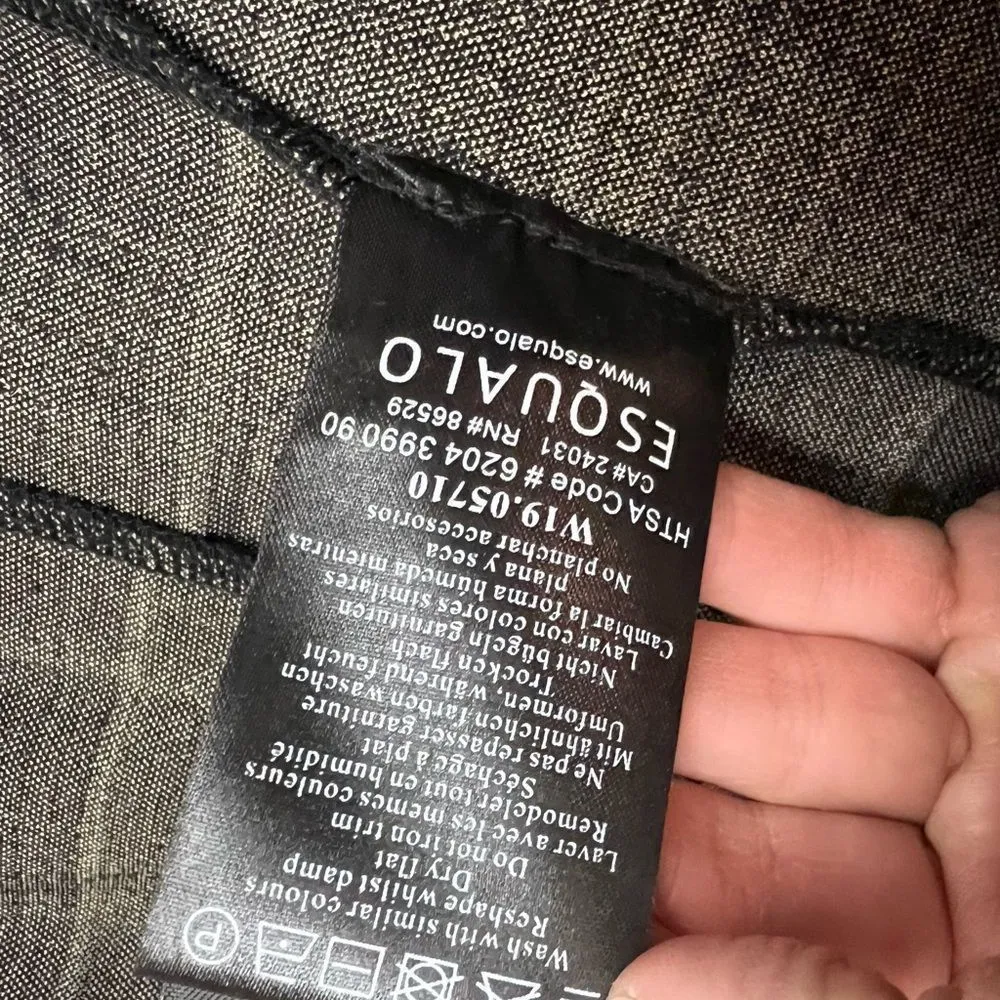 P
Wash with similar colours
Reshape whilst damp
Dry flat
Do not iron trim
Laver avec les memes couleurs
Remodeler tout en humidité
Séchage à plat
Ne pas repasser garniture
Mit ähnlichen farben waschen
Umformen, während feucht
Trocken flach
Nicht bügeln garnituren
Lavar con colores similares
Cambiar la forma húmeda mientras
plana y seca
No planchar accesorios
W19.05710
HTSA Code # 6204 3990 90
CA# 24031 RN# 86529
ESQUALO
www.esqualo.com